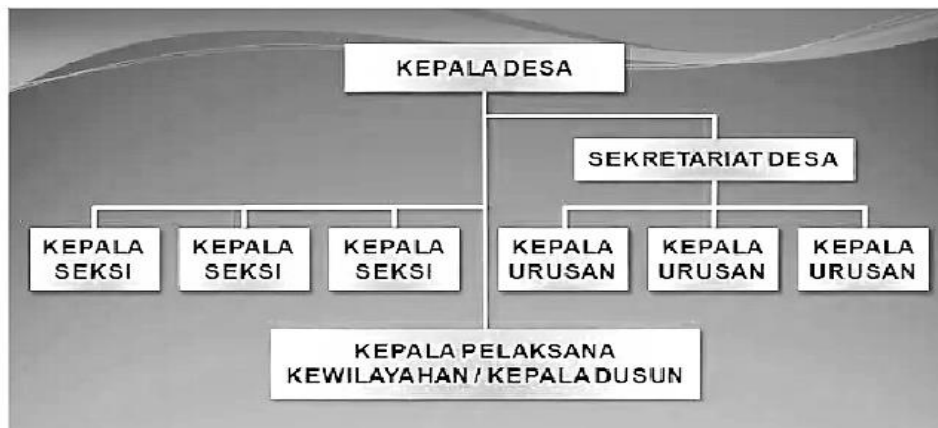 KEPALA DESA
SEKRETARIAT DESA
KEPALA
SEKSI
KEPALA
SEKSI
KEPALA
SEKSI
KEPALA
URUSAN
KEPALA
URUSAN
KEPALA
URUSAN
KEPALA PELAKSANA
KEWILAYAHAN / KEPALA DUSUN